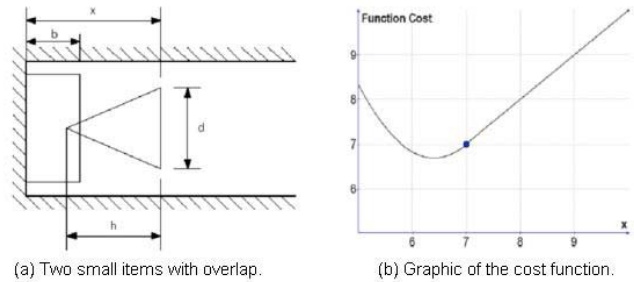 x
b
d
h
(a) Two small items with overlap.
Function Cost
9
8
7
6
6
7
8
9
x
(b) Graphic of the cost function.